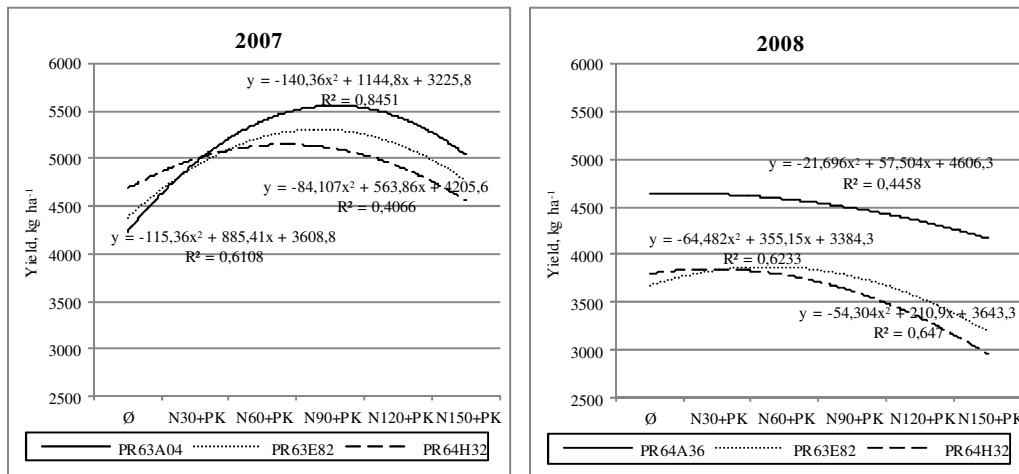 2007
Yield, kg ha⁻¹
6000
5500
5000
4500
4000
3500
3000
2500
y = -140,36x² + 1144,8x + 3225,8
R² = 0,8451
y = -84,107x² + 563,86x + 4205,6
R² = 0,4066
y = -115,36x² + 885,41x + 3608,8
R² = 0,6108
Ø N30+PK N60+PK N90+PK N120+PK N150+PK
PR63A04 PR63E82 PR64H32
2008
Yield, kg ha⁻¹
6000
5500
5000
4500
4000
3500
3000
2500
y = -21,696x² + 57,504x + 4606,3
R² = 0,4458
y = -64,482x² + 355,15x + 3384,3
R² = 0,6233
y = -54,304x² + 210,9x + 3643,3
R² = 0,647
Ø N30+PK N60+PK N90+PK N120+PK N150+PK
PR64A36 PR63E82 PR64H32